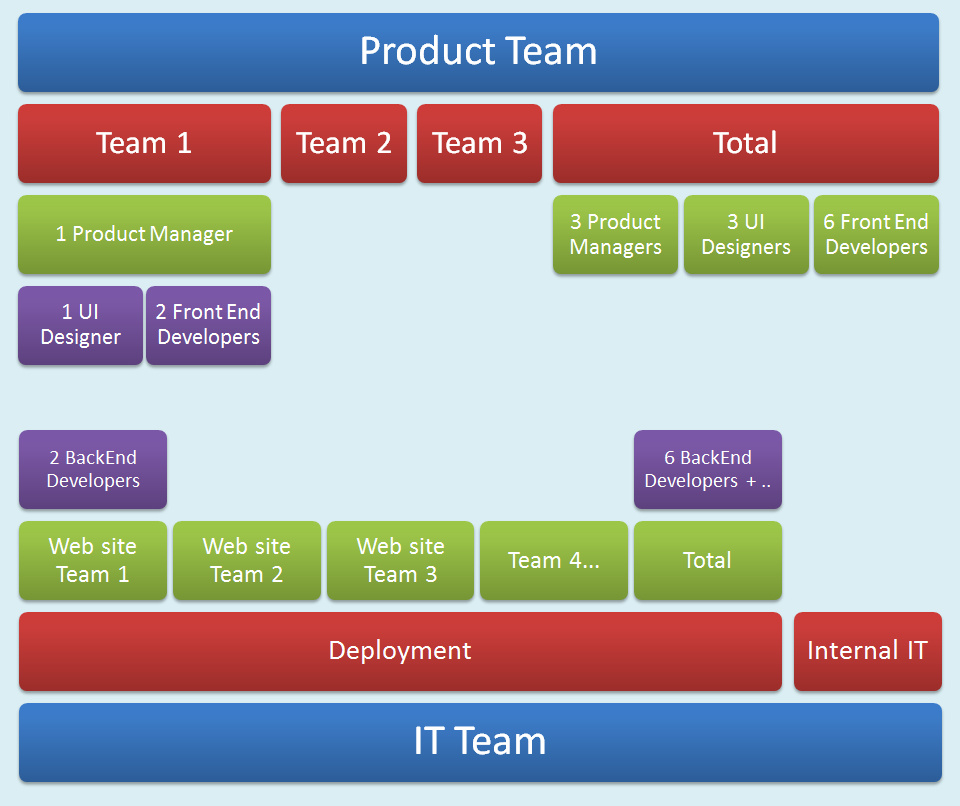 Product Team
Team 1
Team 2
Team 3
Total
1 Product Manager
3 Product
Managers
3 UI
Designers
6 Front End
Developers
1 UI
Designer
2 Front End
Developers
2 BackEnd
Developers
6 BackEnd
Developers + ..
Web site
Team 1
Web site
Team 2
Web site
Team 3
Team 4...
Total
Deployment
Internal IT
IT Team